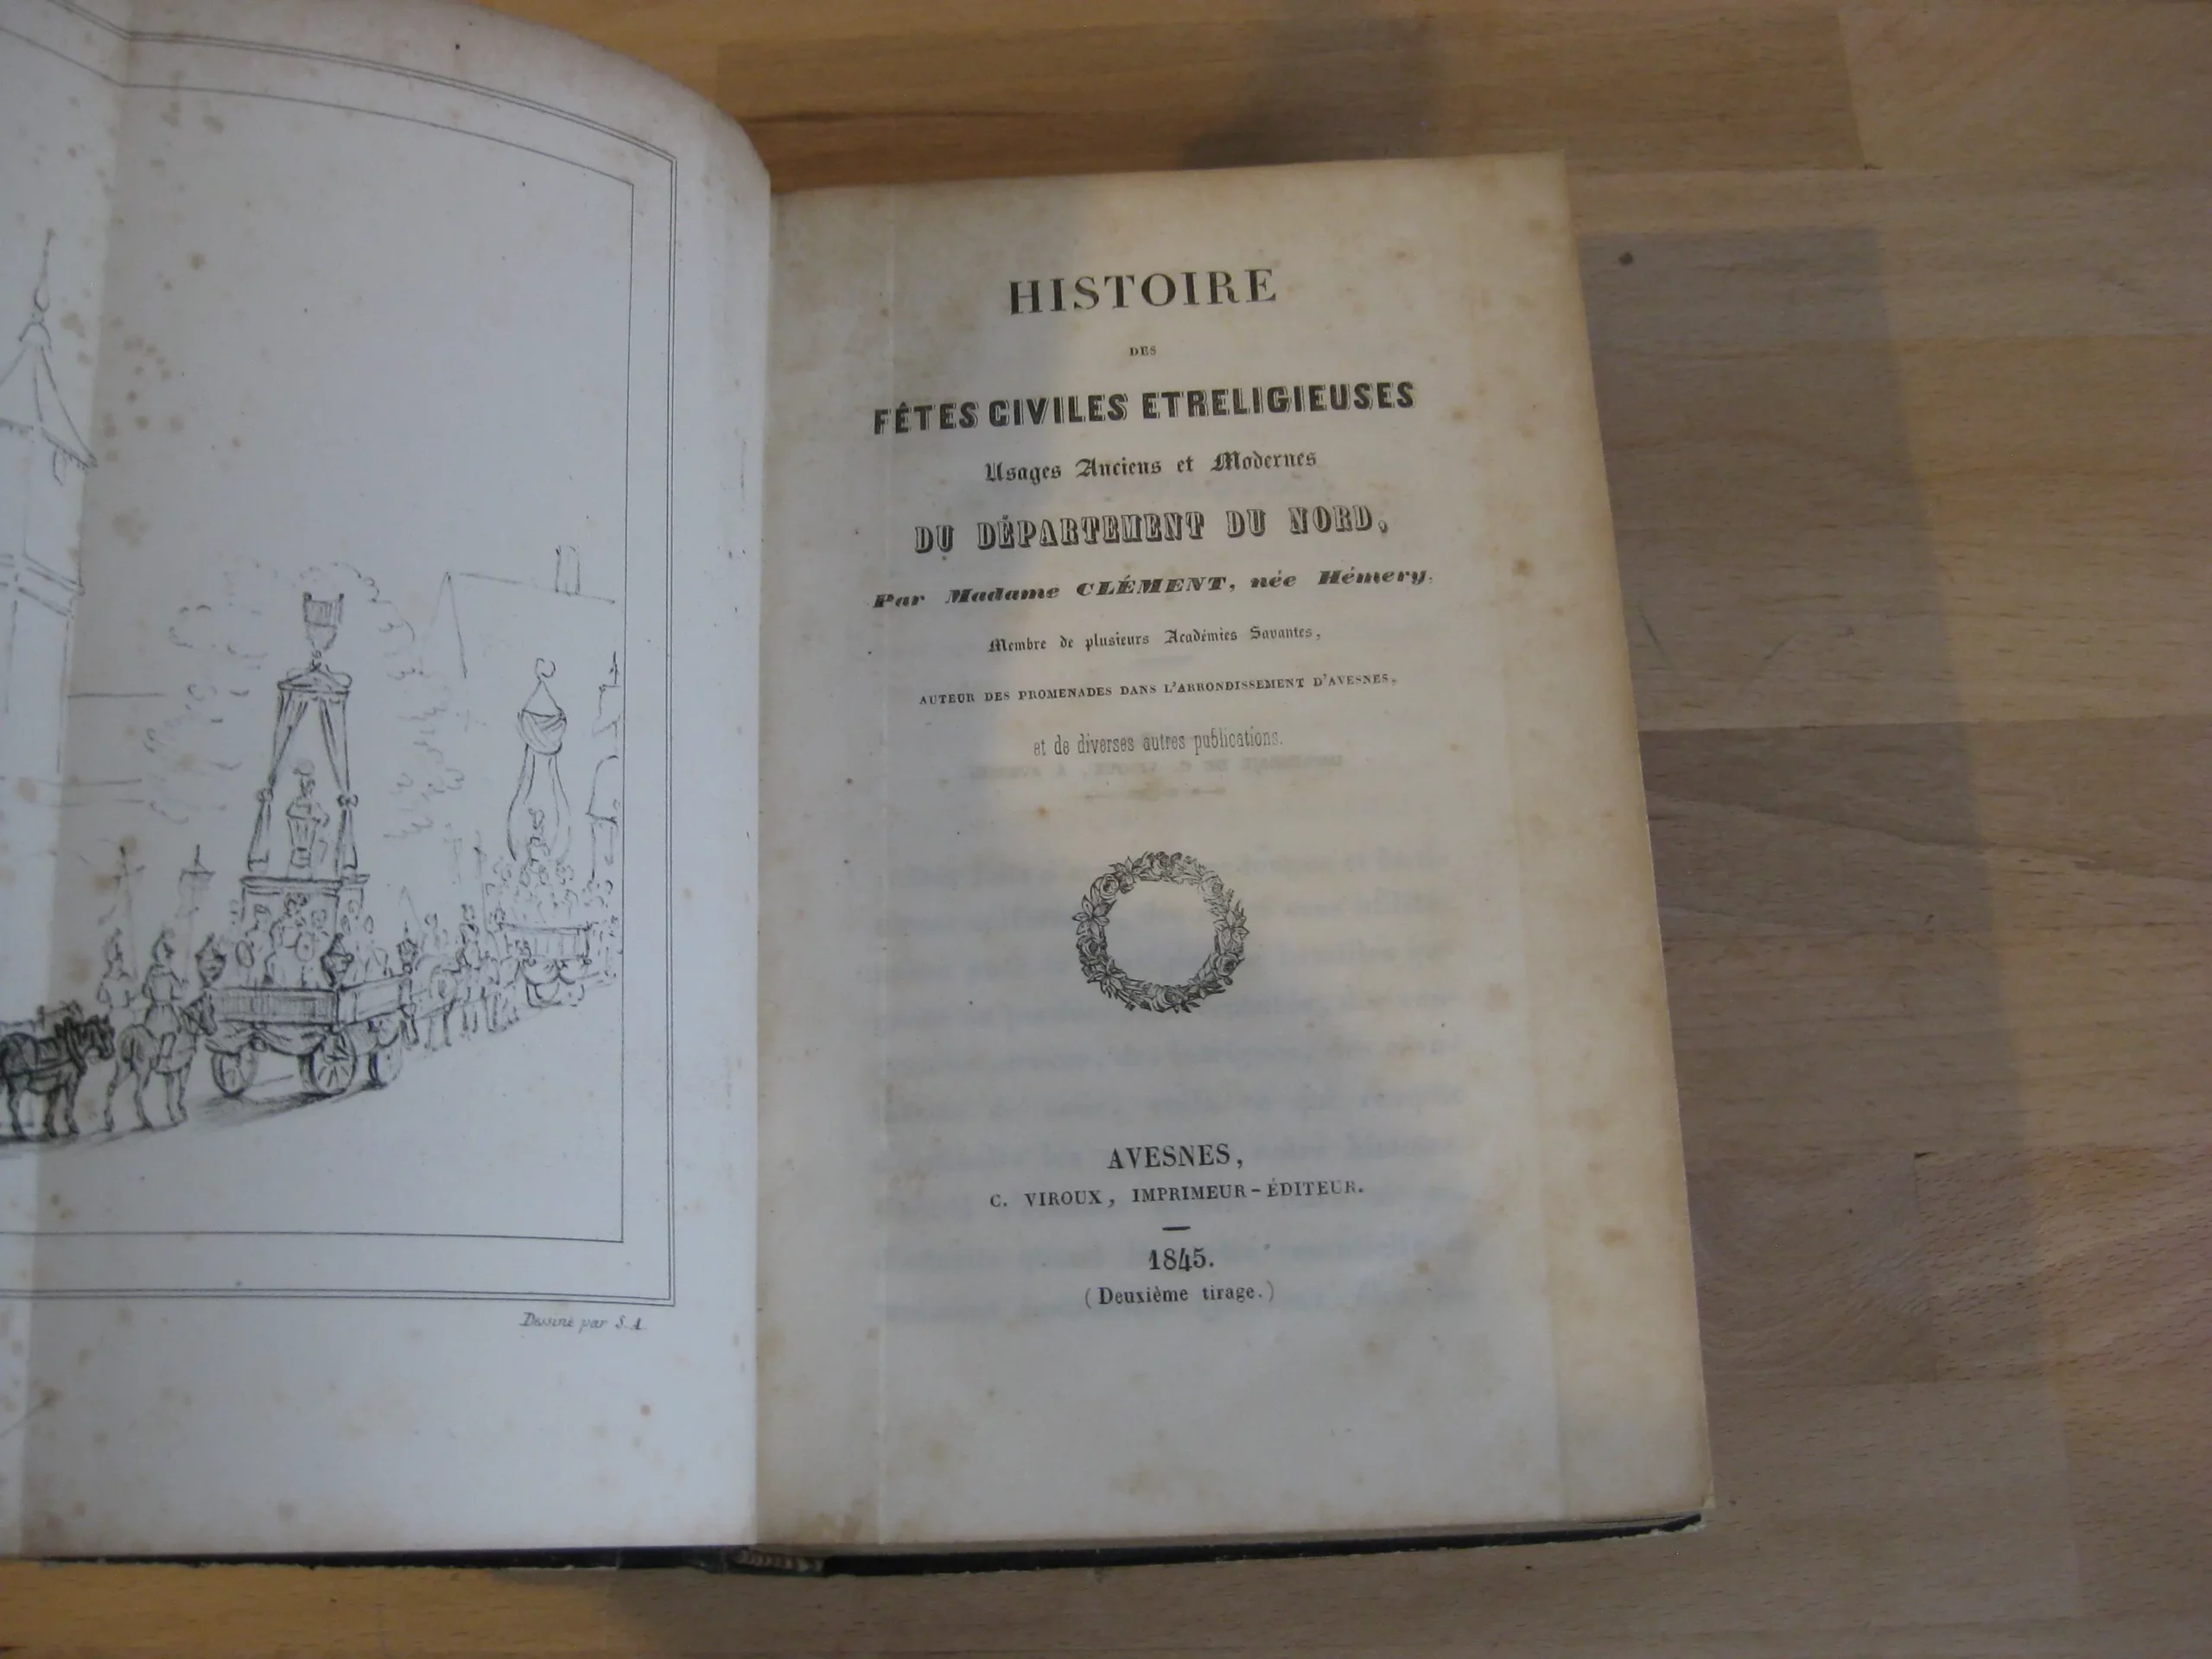 Dessiné par S. A.
HISTOIRE
DES
FÊTES CIVILES ETRELIGIEUSES
Usages Anciens et Modernes
DU DÉPARTEMENT DU NORD,
Par Madame CLÉMENT, née Hémery,
Membre de plusieurs Académies Savantes,
AUTEUR DES PROMENADES DANS L'ARRONDISSEMENT D'AVESNES,
et de diverses autres publications.
AVESNES,
C. VIROUX, IMPRIMEUR-ÉDITEUR.
1845.
(Deuxième tirage.)